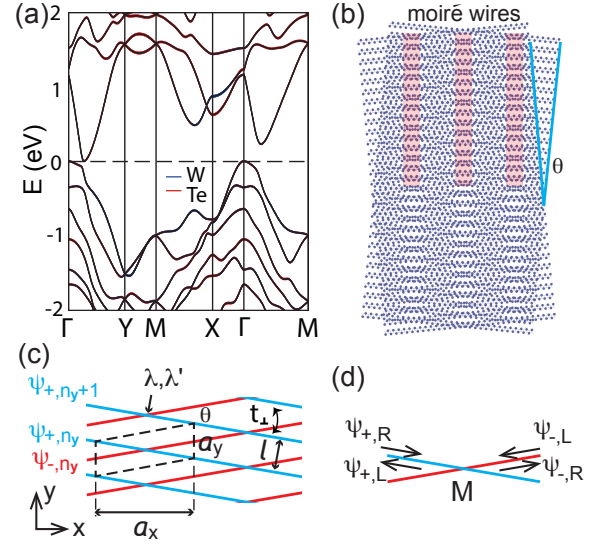 (a)
E (eV)
2
1
0
-1
-2
W
Te
Γ Y M X Γ M
(b)
moiré wires
θ
(c)
λ,λ'
θ
ψ+,ny+1
ψ+,ny
ψ-,ny
t⊥
ay
l
y
x
ax
(d)
ψ+,R
ψ-,L
ψ+,L
ψ-,R
M